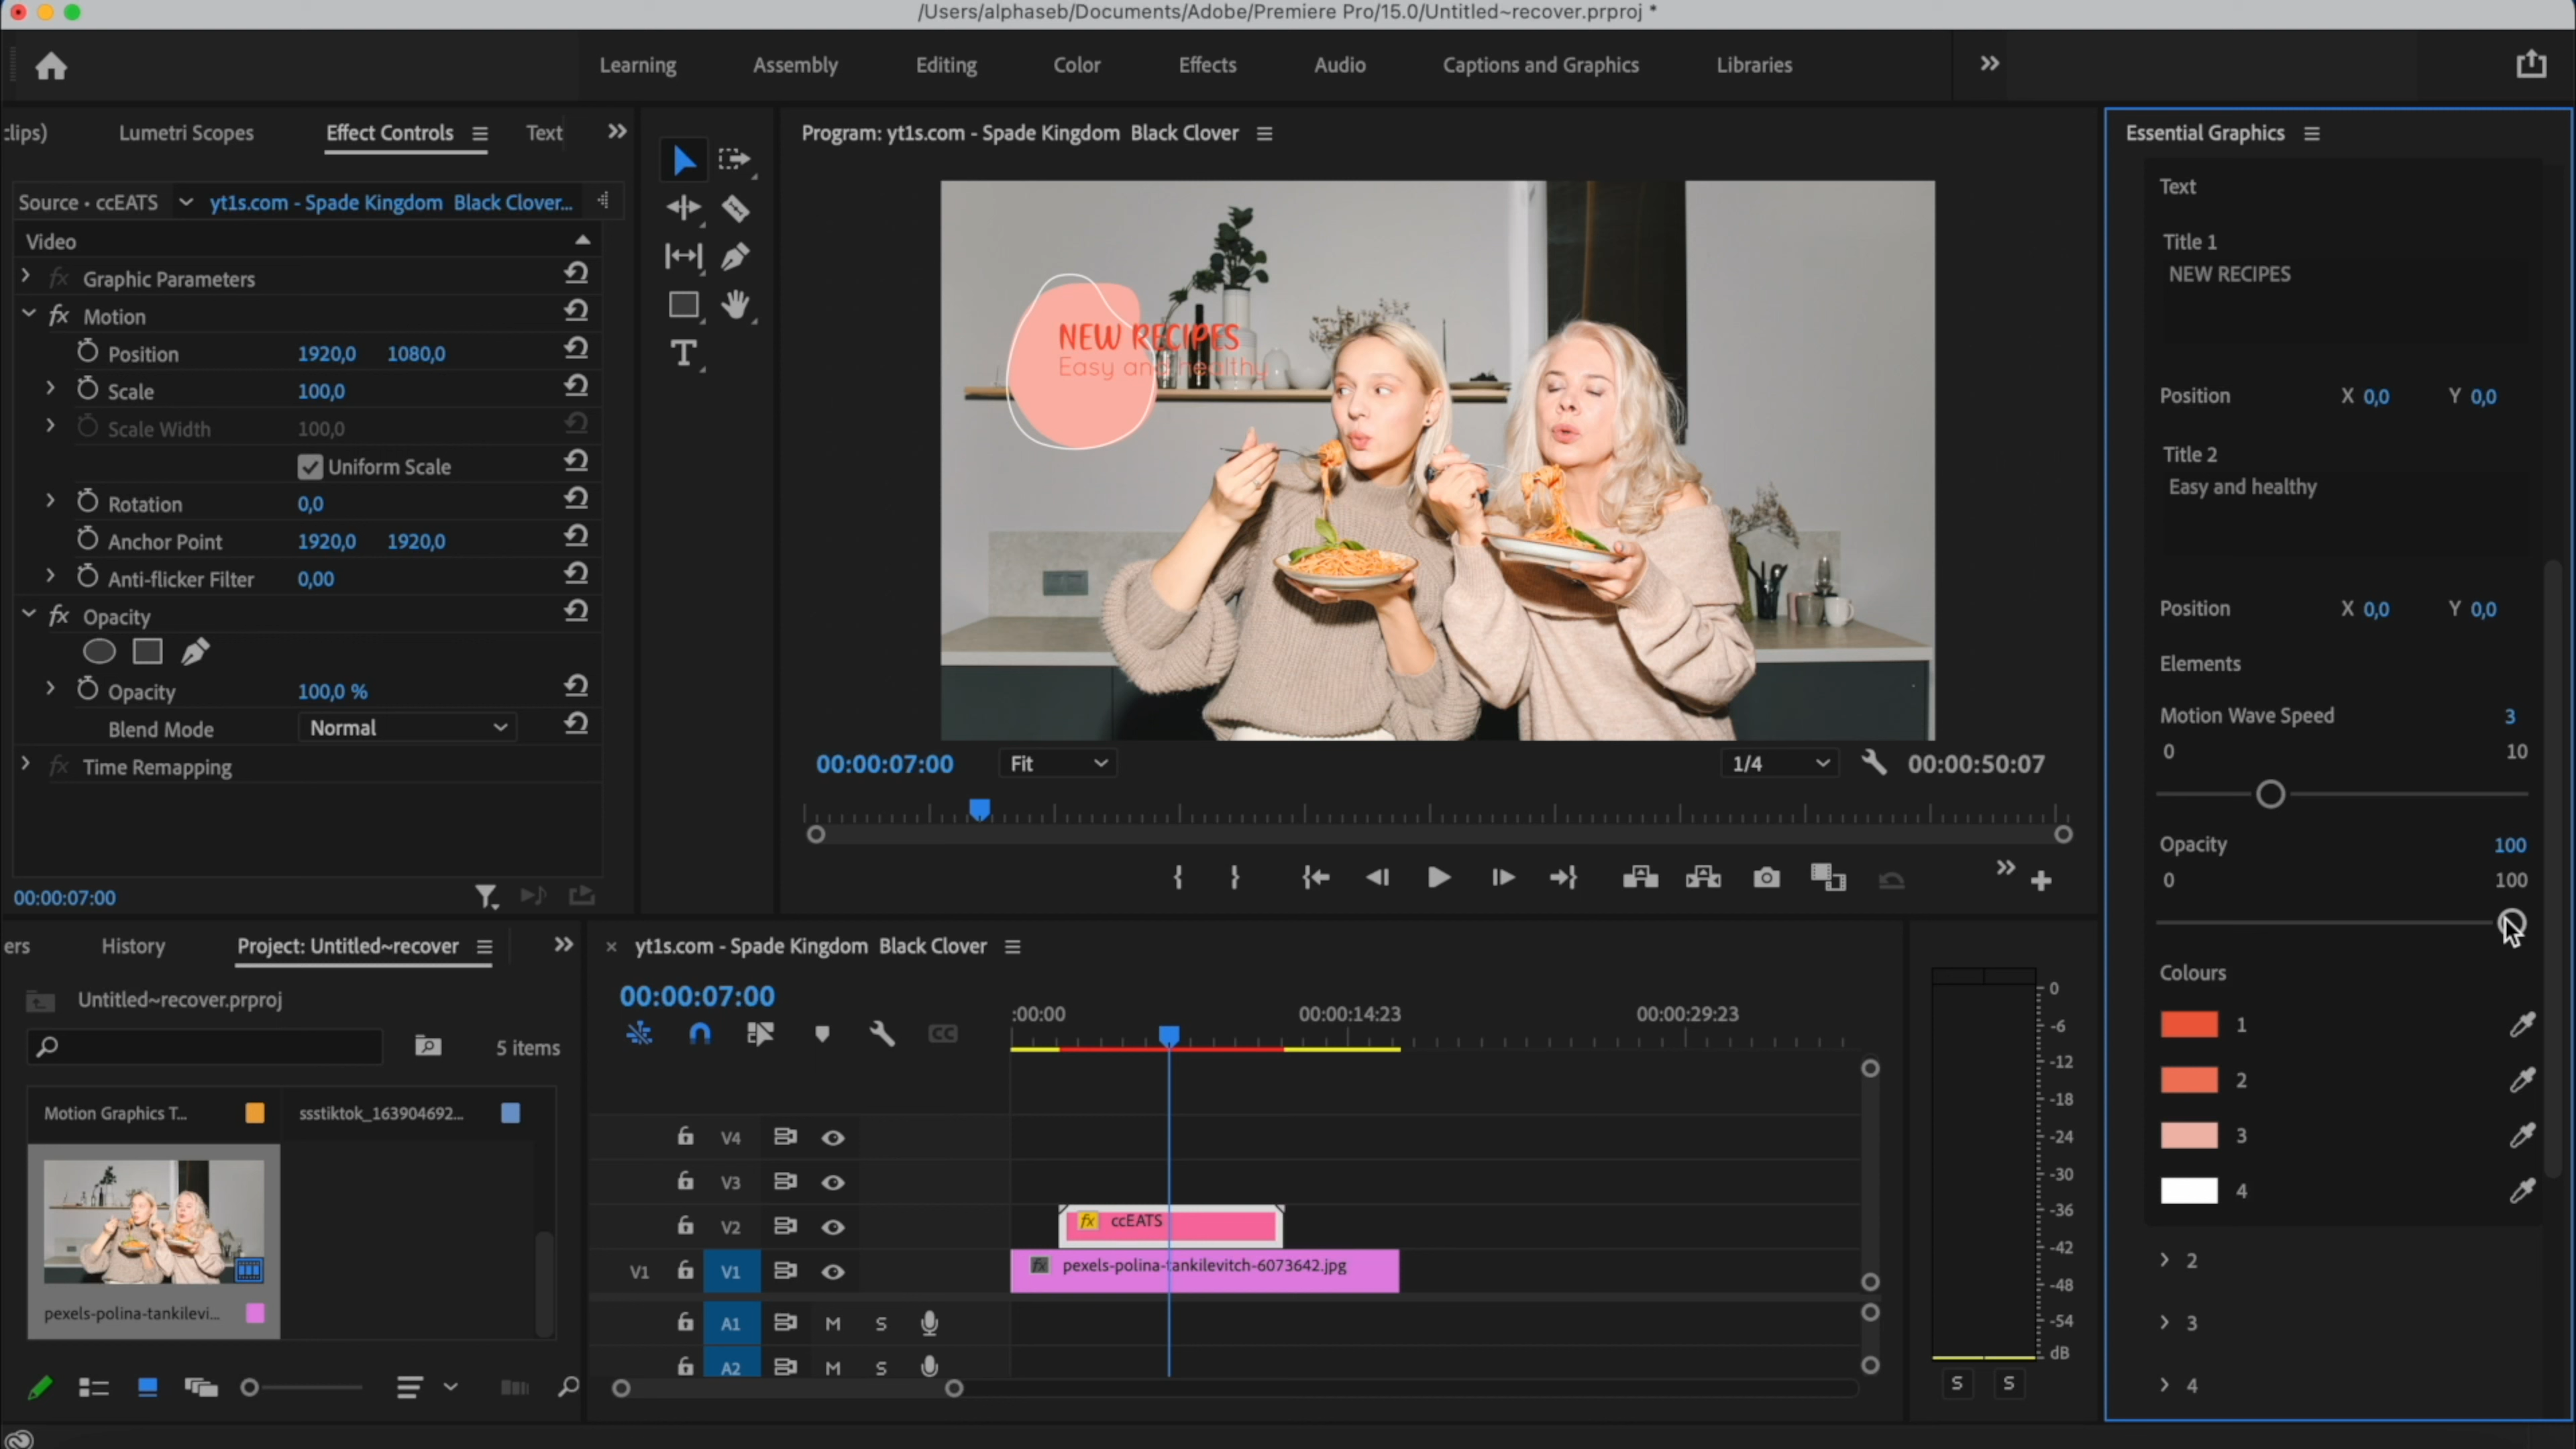 /Users/alphaseb/Documents/Adobe/Premiere Pro/15.0/Untitled~recover.prproj *
Learning Assembly Editing Color Effects Audio Captions and Graphics Libraries
clips) Lumetri Scopes Effect Controls Text
Source • ccEATS yt1s.com - Spade Kingdom Black Clover...
Video
fx Graphic Parameters
fx Motion
Position 1920,0 1080,0
Scale 100,0
Scale Width 100,0
Uniform Scale
Rotation 0,0
Anchor Point 1920,0 1920,0
Anti-flicker Filter 0,00
fx Opacity
Opacity 100,0 %
Blend Mode Normal
fx Time Remapping
00:00:07:00
T
Program: yt1s.com - Spade Kingdom Black Clover
NEW RECIPES
Easy and healthy
00:00:07:00 Fit 1/4 00:00:50:07
Essential Graphics
Text
Title 1
NEW RECIPES
Position X 0,0 Y 0,0
Title 2
Easy and healthy
Position X 0,0 Y 0,0
Elements
Motion Wave Speed 3
0 10
Opacity 100
0 100
Colours
1
2
3
4
2
3
4
ers History Project: Untitled~recover
Untitled~recover.prproj
5 items
Motion Graphics T... ssstiktok_163904692...
pexels-polina-tankilevi...
yt1s.com - Spade Kingdom Black Clover
00:00:07:00
:00:00 00:00:14:23 00:00:29:23
CC
V4
V3
V2 fx ccEATS
V1 V1 fx pexels-polina-tankilevitch-6073642.jpg
A1 M S
A2 M S
0
-6
-12
-18
-24
-30
-36
-42
-48
-54
dB
S S